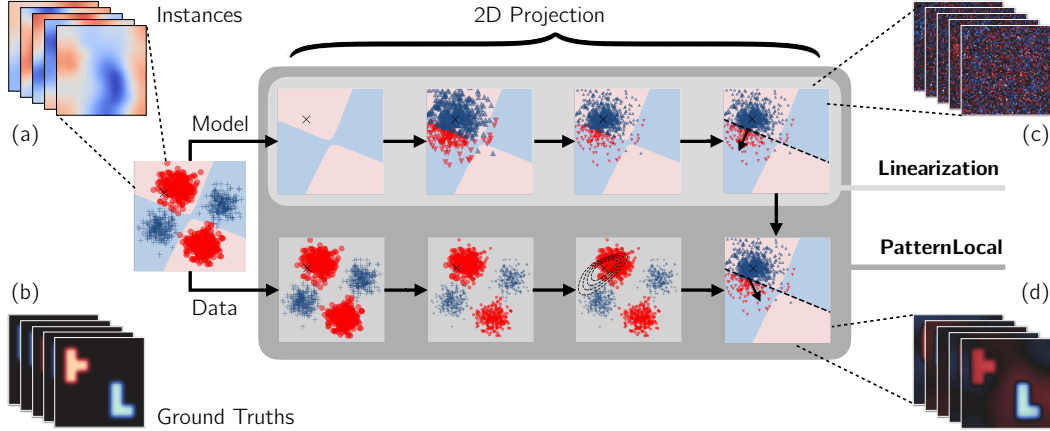 Instances
2D Projection
(a)
Model
(c)
Linearization
PatternLocal
(b)
Data
(d)
Ground Truths